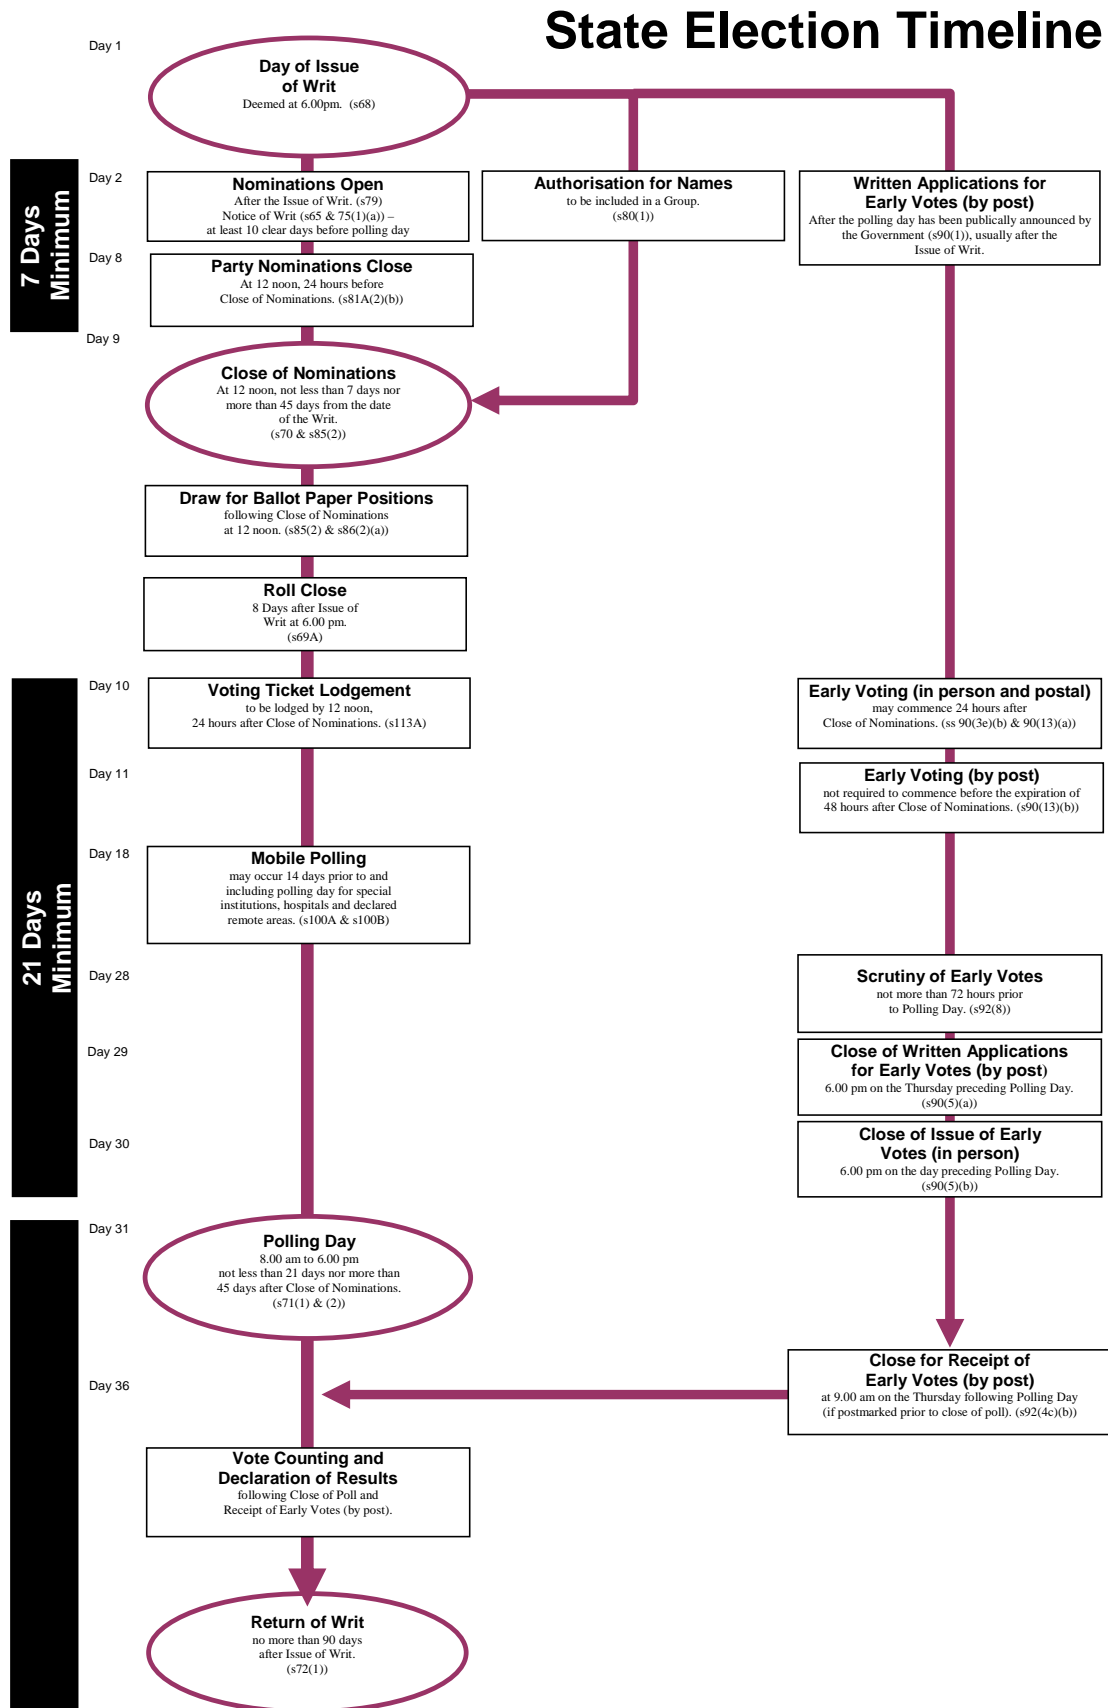 State Election Timeline
Day 1
Day of Issue
of Writ
Deemed at 6.00pm.  (s68)
7 Days
Minimum
Day 2
Nominations Open
After the Issue of Writ. (s79)
Notice of Writ (s65 & 75(1)(a)) –
at least 10 clear days before polling day
Authorisation for Names
to be included in a Group.
(s80(1))
Written Applications for
Early Votes (by post)
After the polling day has been publically announced by
the Government (s90(1)), usually after the
Issue of Writ.
Day 8
Party Nominations Close
At 12 noon, 24 hours before
Close of Nominations. (s81A(2)(b))
Day 9
Close of Nominations
At 12 noon, not less than 7 days nor
more than 45 days from the date
of the Writ.
(s70 & s85(2))
Draw for Ballot Paper Positions
following Close of Nominations
at 12 noon. (s85(2) & s86(2)(a))
Roll Close
8 Days after Issue of
Writ at 6.00 pm.
(s69A)
21 Days
Minimum
Day 10
Voting Ticket Lodgement
to be lodged by 12 noon,
24 hours after Close of Nominations. (s113A)
Early Voting (in person and postal)
may commence 24 hours after
Close of Nominations. (ss 90(3e)(b) & 90(13)(a))
Day 11
Early Voting (by post)
not required to commence before the expiration of
48 hours after Close of Nominations. (s90(13)(b))
Day 18
Mobile Polling
may occur 14 days prior to and
including polling day for special
institutions, hospitals and declared
remote areas. (s100A & s100B)
Day 28
Scrutiny of Early Votes
not more than 72 hours prior
to Polling Day. (s92(8))
Day 29
Close of Written Applications
for Early Votes (by post)
6.00 pm on the Thursday preceding Polling Day.
(s90(5)(a))
Day 30
Close of Issue of Early
Votes (in person)
6.00 pm on the day preceding Polling Day.
(s90(5)(b))
Day 31
Polling Day
8.00 am to 6.00 pm
not less than 21 days nor more than
45 days after Close of Nominations.
(s71(1) & (2))
Day 36
Close for Receipt of
Early Votes (by post)
at 9.00 am on the Thursday following Polling Day
(if postmarked prior to close of poll). (s92(4c)(b))
Vote Counting and
Declaration of Results
following Close of Poll and
Receipt of Early Votes (by post).
Return of Writ
no more than 90 days
after Issue of Writ.
(s72(1))